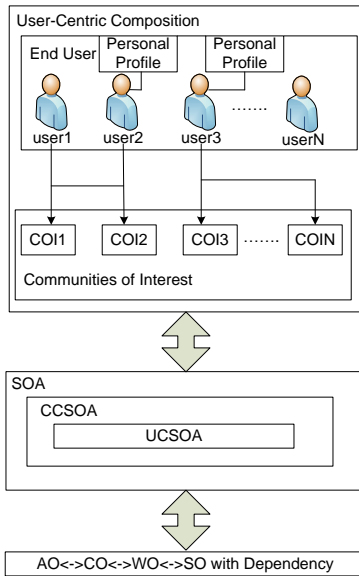 User-Centric Composition
End User
Personal
Profile
Personal
Profile
user1
user2
user3
.......
userN
COI1
COI2
COI3
.......
COIN
Communities of Interest
SOA
CCSOA
UCSOA
AO<->CO<->WO<->SO with Dependency